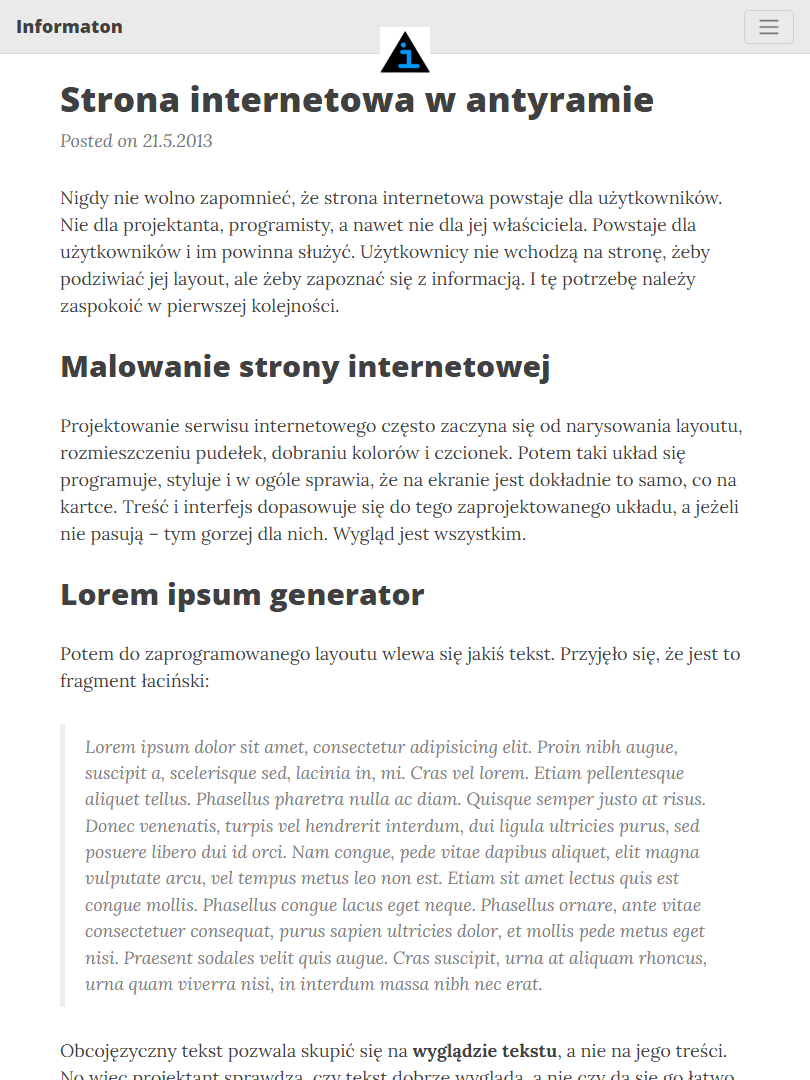 Informaton
i
Strona internetowa w antyramie
Posted on 21.5.2013
Nigdy nie wolno zapomnieć, że strona internetowa powstaje dla użytkowników.
Nie dla projektanta, programisty, a nawet nie dla jej właściciela. Powstaje dla
użytkowników i im powinna służyć. Użytkownicy nie wchodzą na stronę, żeby
podziwiać jej layout, ale żeby zapoznać się z informacją. I tę potrzebę należy
zaspokoić w pierwszej kolejności.
Malowanie strony internetowej
Projektowanie serwisu internetowego często zaczyna się od narysowania layoutu,
rozmieszczeniu pudełek, dobraniu kolorów i czcionek. Potem taki układ się
programuje, styluje i w ogóle sprawia, że na ekranie jest dokładnie to samo, co na
kartce. Treść i interfejs dopasowuje się do tego zaprojektowanego układu, a jeżeli
nie pasują – tym gorzej dla nich. Wygląd jest wszystkim.
Lorem ipsum generator
Potem do zaprogramowanego layoutu wlewa się jakiś tekst. Przyjęło się, że jest to
fragment łaciński:
Lorem ipsum dolor sit amet, consectetur adipisicing elit. Proin nibh augue,
suscipit a, scelerisque sed, lacinia in, mi. Cras vel lorem. Etiam pellentesque
aliquet tellus. Phasellus pharetra nulla ac diam. Quisque semper justo at risus.
Donec venenatis, turpis vel hendrerit interdum, dui ligula ultricies purus, sed
posuere libero dui id orci. Nam congue, pede vitae dapibus aliquet, elit magna
vulputate arcu, vel tempus metus leo non est. Etiam sit amet lectus quis est
congue mollis. Phasellus congue lacus eget neque. Phasellus ornare, ante vitae
consectetuer consequat, purus sapien ultricies dolor, et mollis pede metus eget
nisi. Praesent sodales velit quis augue. Cras suscipit, urna at aliquam rhoncus,
urna quam viverra nisi, in interdum massa nibh nec erat.
Obcojęzyczny tekst pozwala skupić się na wyglądzie tekstu, a nie na jego treści.
No więc projektant sprawdza, czy tekst dobrze wygląda, a nie czy da się go łatwo